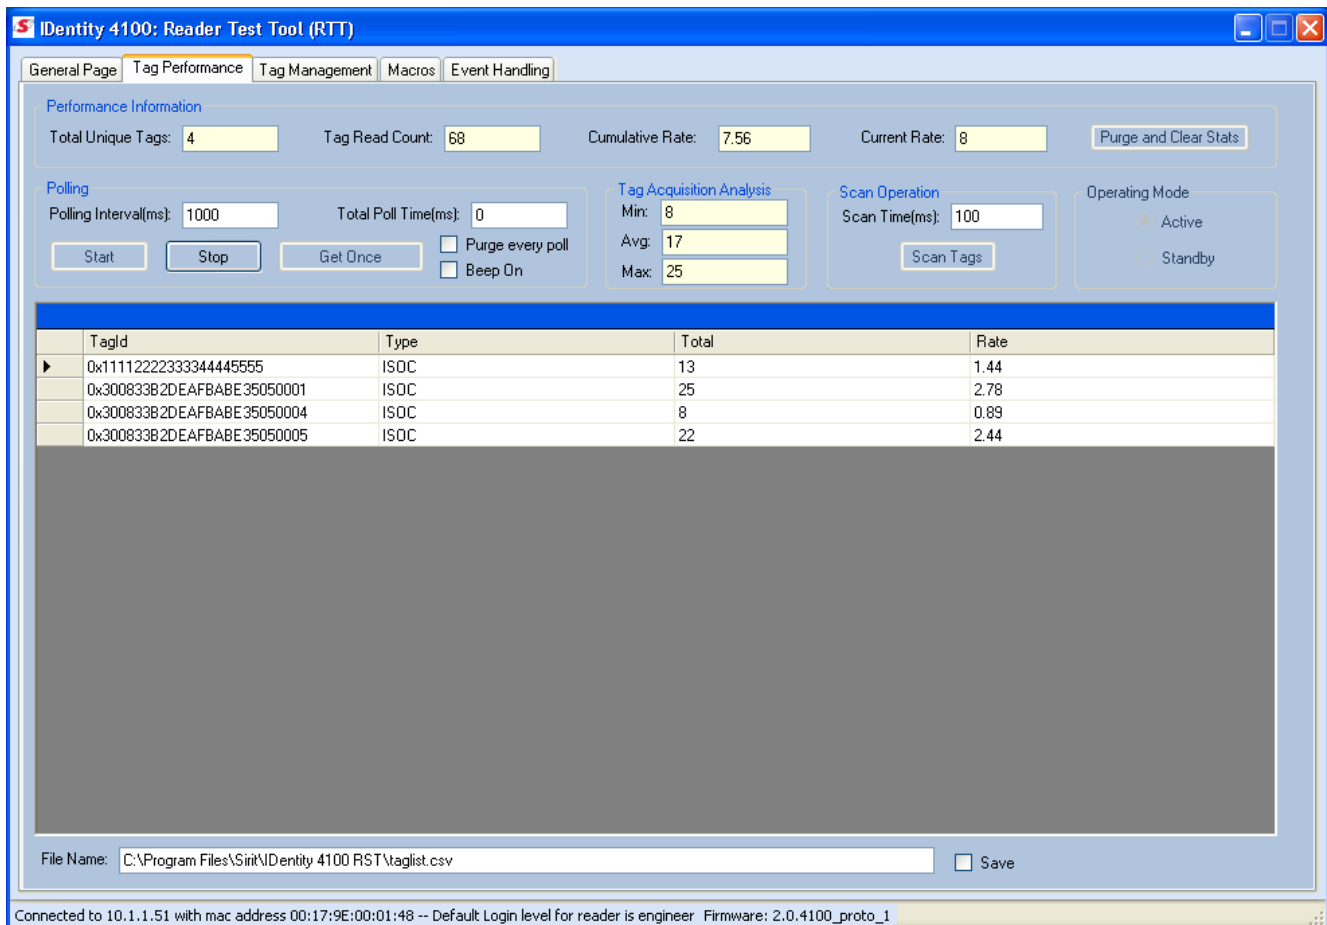 IDentity 4100: Reader Test Tool (RTT)
General Page Tag Performance Tag Management Macros Event Handling
Performance Information
Total Unique Tags: 4 Tag Read Count: 68 Cumulative Rate: 7.56 Current Rate: 8 Purge and Clear Stats
Polling Tag Acquisition Analysis Scan Operation Operating Mode
Polling Interval(ms): 1000 Total Poll Time(ms): 0 Min: 8 Scan Time(ms): 100 Active
Start Stop Get Once Purge every poll Avg: 17 Scan Tags Standby
Beep On Max: 25
TagId Type Total Rate
0x11112222333344445555 ISOC 13 1.44
0x300833B2DEAFBABE35050001 ISOC 25 2.78
0x300833B2DEAFBABE35050004 ISOC 8 0.89
0x300833B2DEAFBABE35050005 ISOC 22 2.44
File Name: C:\Program Files\Sirit\IDentity 4100 RST\taglist.csv Save
Connected to 10.1.1.51 with mac address 00:17:9E:00:01:48 -- Default Login level for reader is engineer Firmware: 2.0.4100_proto_1